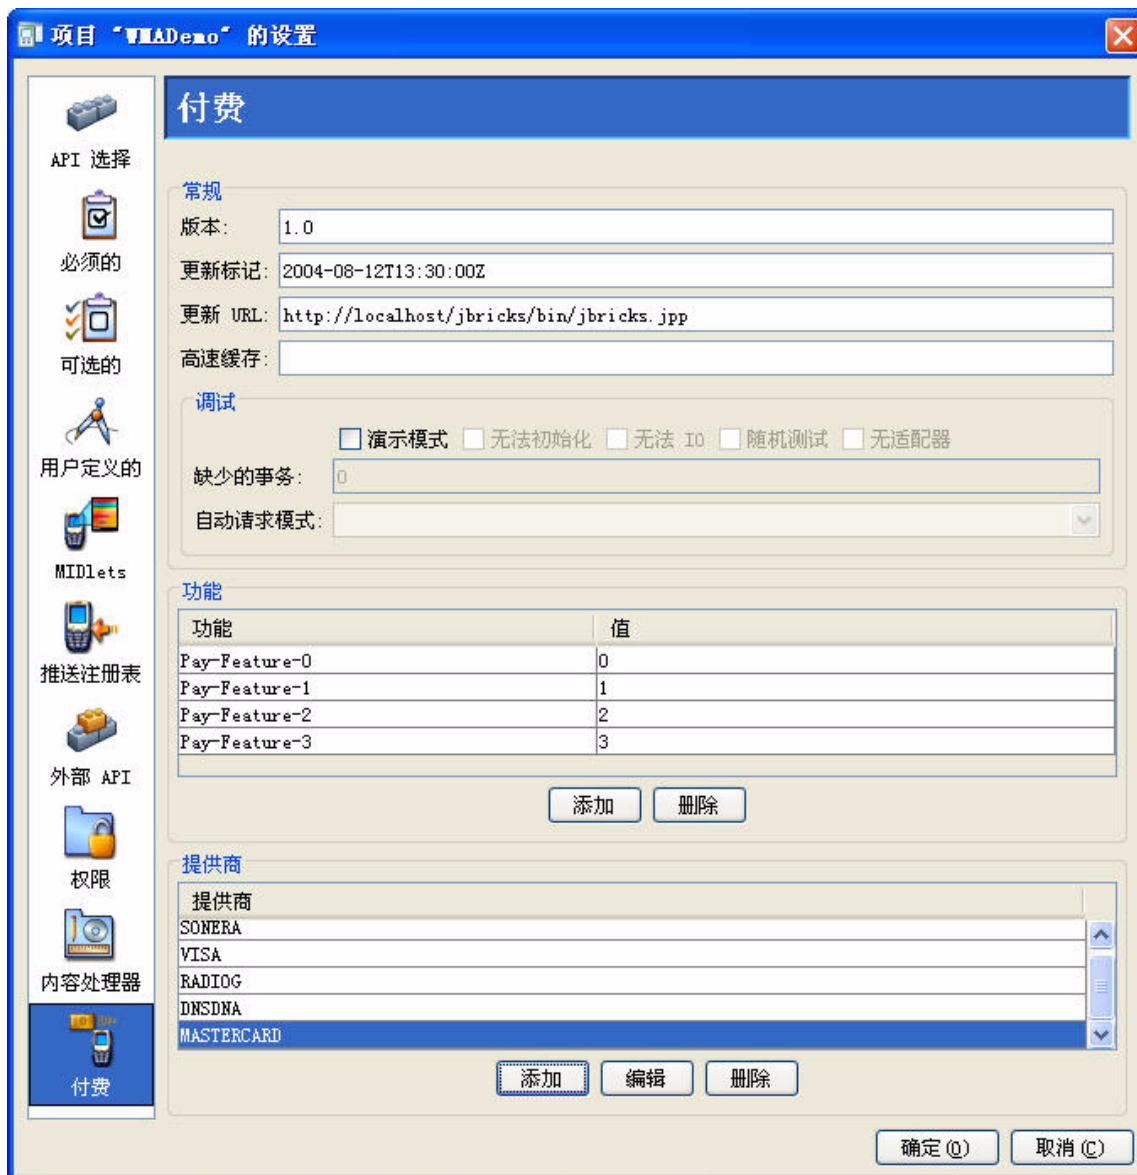 项目 “WMADemo” 的设置
付费
API 选择
必须的
可选的
用户定义的
MIDlets
推送注册表
外部 API
权限
内容处理器
付费
常规
版本: 1.0
更新标记: 2004-08-12T13:30:00Z
更新 URL: http://localhost/jbricks/bin/jbricks.jpp
高速缓存:
调试
演示模式 无法初始化 无法 IO 随机测试 无适配器
缺少的事务: 0
自动请求模式:
功能
功能 值
Pay-Feature-0 0
Pay-Feature-1 1
Pay-Feature-2 2
Pay-Feature-3 3
添加 删除
提供商
提供商
SONERA
VISA
RADIOG
DNSDNA
MASTERCARD
添加 编辑 删除
确定(O) 取消(C)